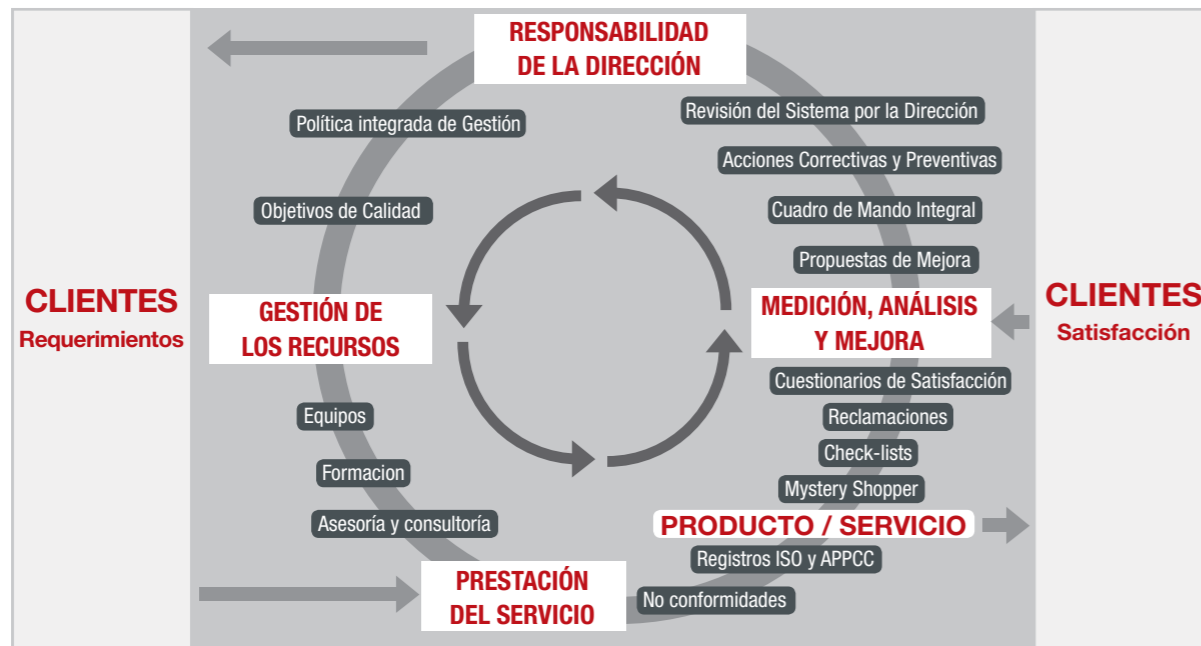 RESPONSABILIDAD
DE LA DIRECCIÓN
Política integrada de Gestión
Revisión del Sistema por la Dirección
Acciones Correctivas y Preventivas
Objetivos de Calidad
Cuadro de Mando Integral
Propuestas de Mejora
CLIENTES
Requerimientos
GESTIÓN DE
LOS RECURSOS
MEDICIÓN, ANÁLISIS
Y MEJORA
CLIENTES
Satisfacción
Cuestionarios de Satisfacción
Equipos
Reclamaciones
Check-lists
Formacion
Mystery Shopper
Asesoría y consultoría
PRODUCTO / SERVICIO
Registros ISO y APPCC
PRESTACIÓN
DEL SERVICIO
No conformidades